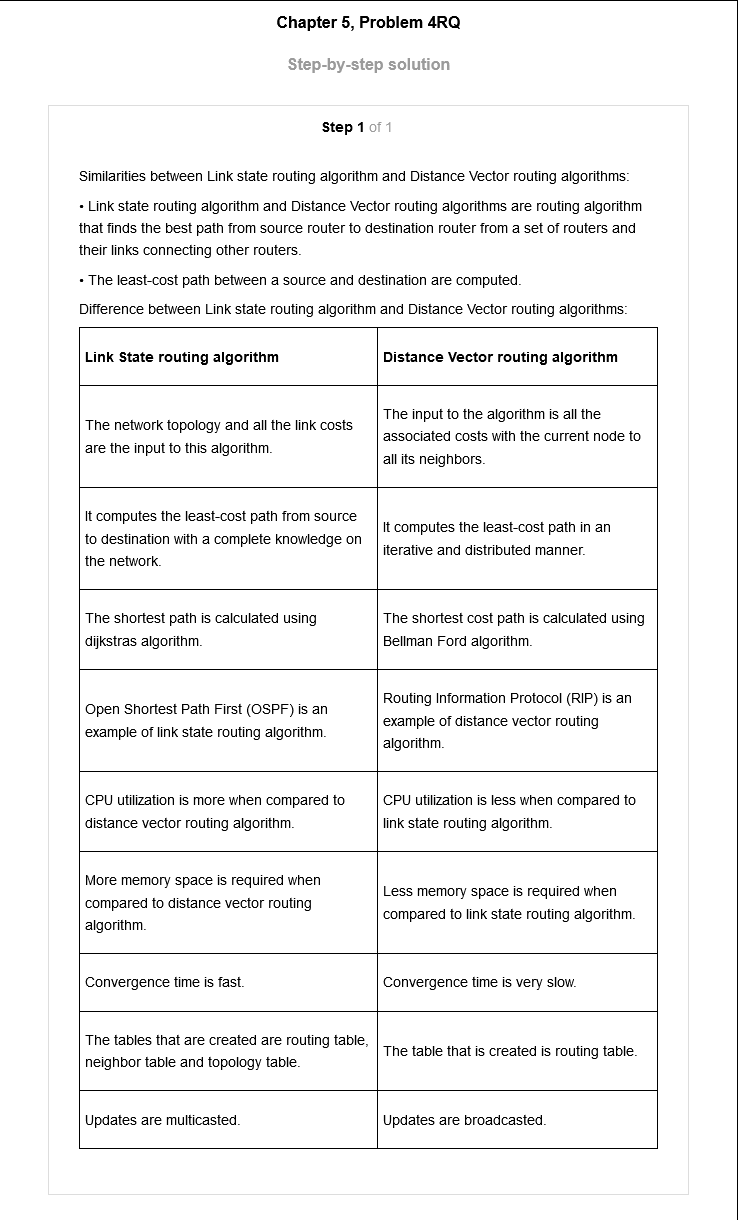 Chapter 5, Problem 4RQ
Step-by-step solution
Step 1 of 1
Similarities between Link state routing algorithm and Distance Vector routing algorithms:
• Link state routing algorithm and Distance Vector routing algorithms are routing algorithm
that finds the best path from source router to destination router from a set of routers and
their links connecting other routers.
• The least-cost path between a source and destination are computed.
Difference between Link state routing algorithm and Distance Vector routing algorithms:
Link State routing algorithm
Distance Vector routing algorithm
The network topology and all the link costs
are the input to this algorithm.
The input to the algorithm is all the
associated costs with the current node to
all its neighbors.
It computes the least-cost path from source
to destination with a complete knowledge on
the network.
It computes the least-cost path in an
iterative and distributed manner.
The shortest path is calculated using
dijkstras algorithm.
The shortest cost path is calculated using
Bellman Ford algorithm.
Open Shortest Path First (OSPF) is an
example of link state routing algorithm.
Routing Information Protocol (RIP) is an
example of distance vector routing
algorithm.
CPU utilization is more when compared to
distance vector routing algorithm.
CPU utilization is less when compared to
link state routing algorithm.
More memory space is required when
compared to distance vector routing
algorithm.
Less memory space is required when
compared to link state routing algorithm.
Convergence time is fast.
Convergence time is very slow.
The tables that are created are routing table,
neighbor table and topology table.
The table that is created is routing table.
Updates are multicasted.
Updates are broadcasted.